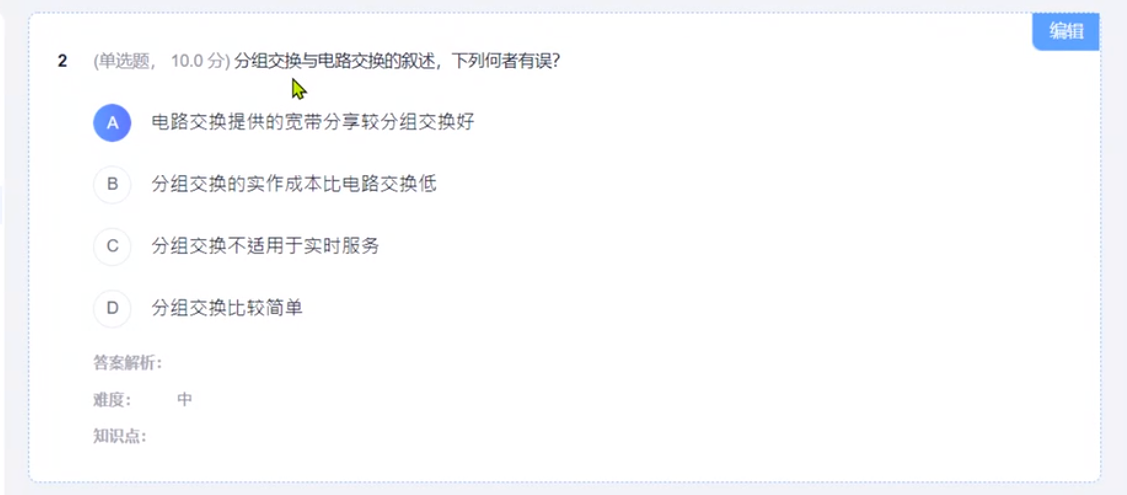 编辑
2 (单选题， 10.0 分) 分组交换与电路交换的叙述，下列何者有误？
A 电路交换提供的宽带分享较分组交换好
B 分组交换的实作成本比电路交换低
C 分组交换不适用于实时服务
D 分组交换比较简单
答案解析：
难度： 中
知识点：